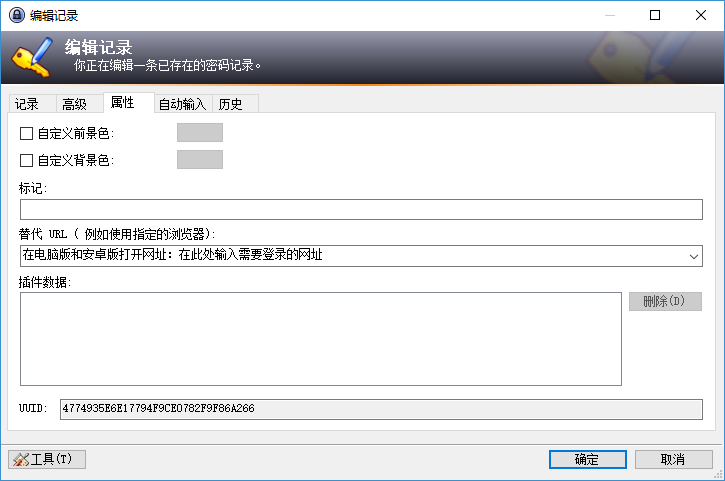 编辑记录
编辑记录
你正在编辑一条已存在的密码记录。
记录 高级 属性 自动输入 历史
自定义前景色:
自定义背景色:
标记:
替代 URL ( 例如使用指定的浏览器):
在电脑版和安卓版打开网址：在此处输入需要登录的网址
插件数据:
删除(D)
UUID: 4774935E6E17794F9CE0782F9F86A266
工具(T) 确定 取消